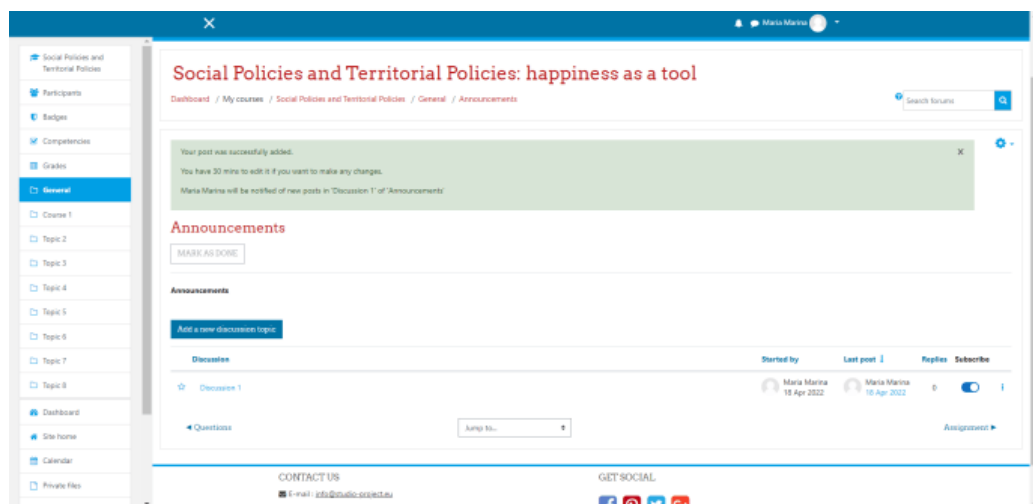 Maria Marina
Social Policies and
Territorial Policies
Participants
Badges
Competencies
Grades
General
Course 1
Topic 2
Topic 3
Topic 4
Topic 5
Topic 6
Topic 7
Topic 8
Dashboard
Site home
Calendar
Private files
Social Policies and Territorial Policies: happiness as a tool
Dashboard / My courses / Social Policies and Territorial Policies / General / Announcements
Search forums
Your post was successfully added.
You have 30 mins to edit it if you want to make any changes.
Maria Marina will be notified of new posts in 'Discussion 1' of 'Announcements'
Announcements
MARK AS DONE
Announcements
Add a new discussion topic
Discussion Started by Last post ↓ Replies Subscribe
Discussion 1 Maria Marina Maria Marina 0
18 Apr 2022 18 Apr 2022
◄ Questions Jump to... Assignment ►
CONTACT US GET SOCIAL
E-mail : info@studio-project.eu